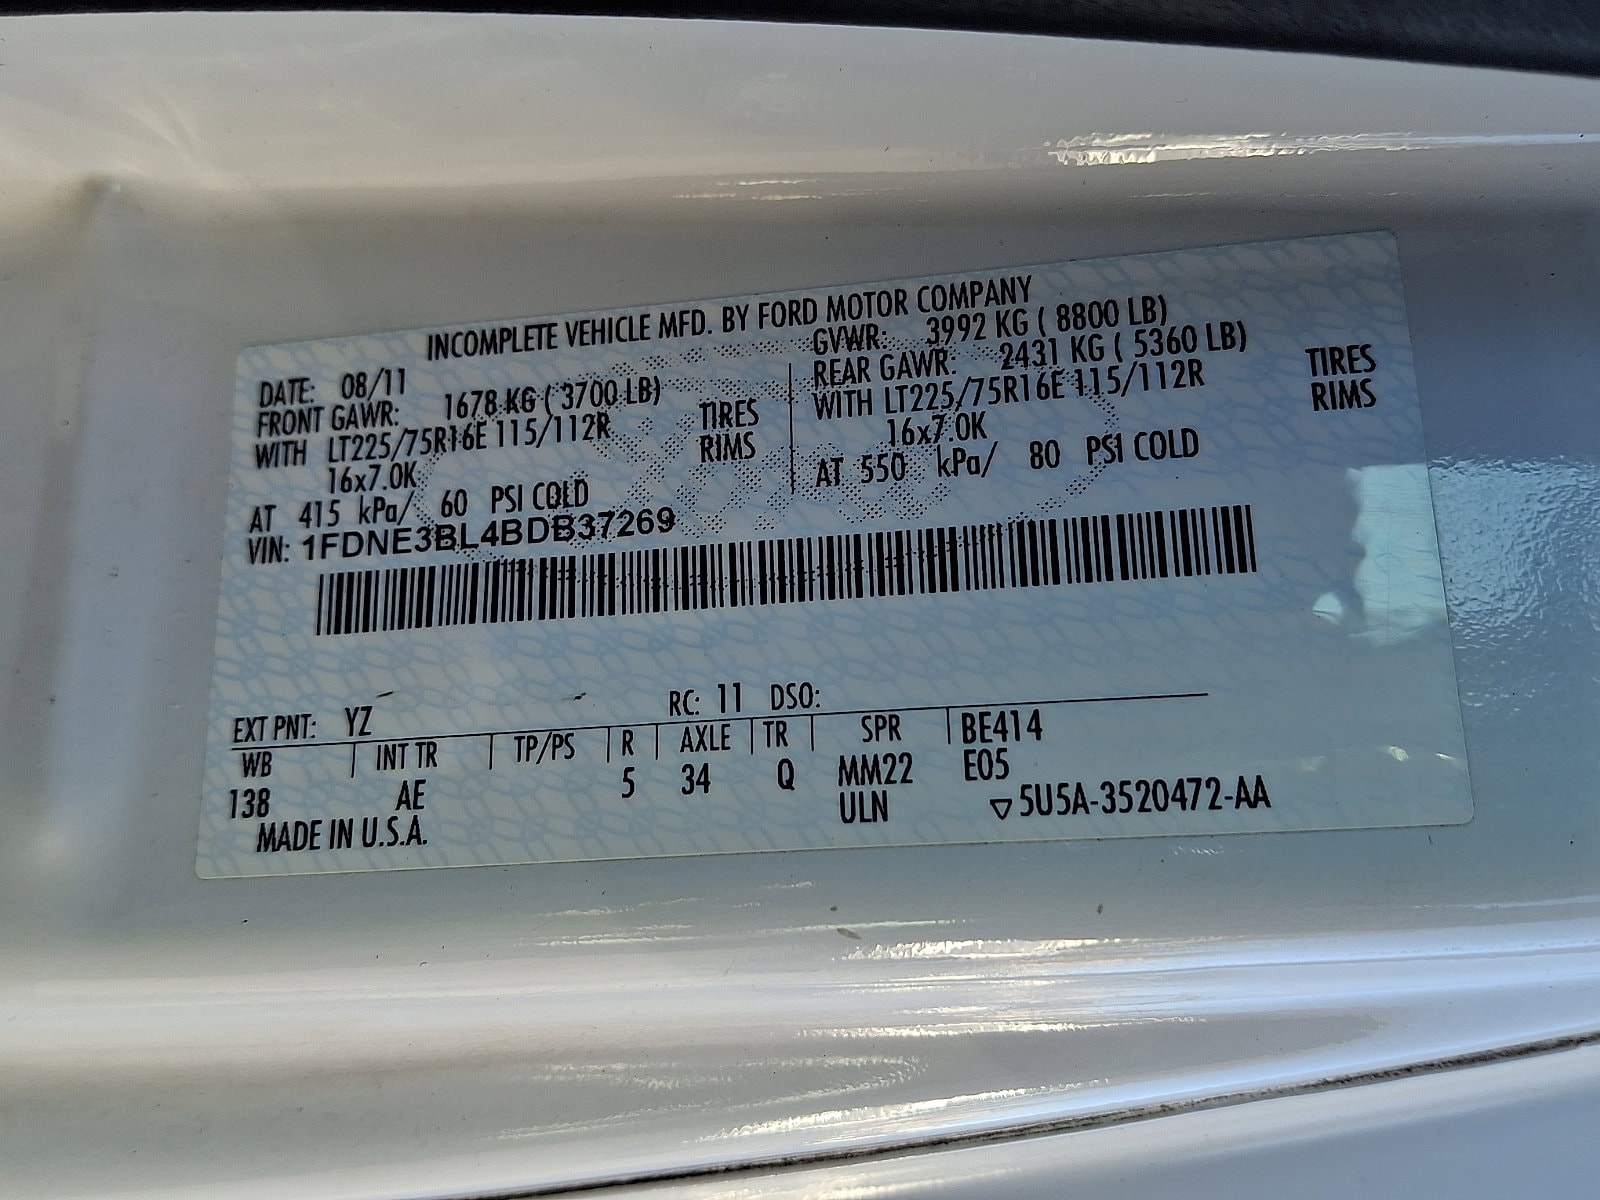 INCOMPLETE VEHICLE MFD. BY FORD MOTOR COMPANY
DATE: 08/11 GVWR: 3992 KG ( 8800 LB)
FRONT GAWR: 1678 KG ( 3700 LB) REAR GAWR: 2431 KG ( 5360 LB)
WITH LT225/75R16E 115/112R TIRES WITH LT225/75R16E 115/112R TIRES
16x7.0K RIMS 16x7.0K RIMS
AT 415 kPa/ 60 PSI COLD AT 550 kPa/ 80 PSI COLD
VIN: 1FDNE3BL4BDB37269
EXT PNT: YZ RC: 11 DSO:
WB INT TR TP/PS R AXLE TR SPR BE414
138 AE 5 34 Q MM22 E05
MADE IN U.S.A. ULN ▽5U5A-3520472-AA